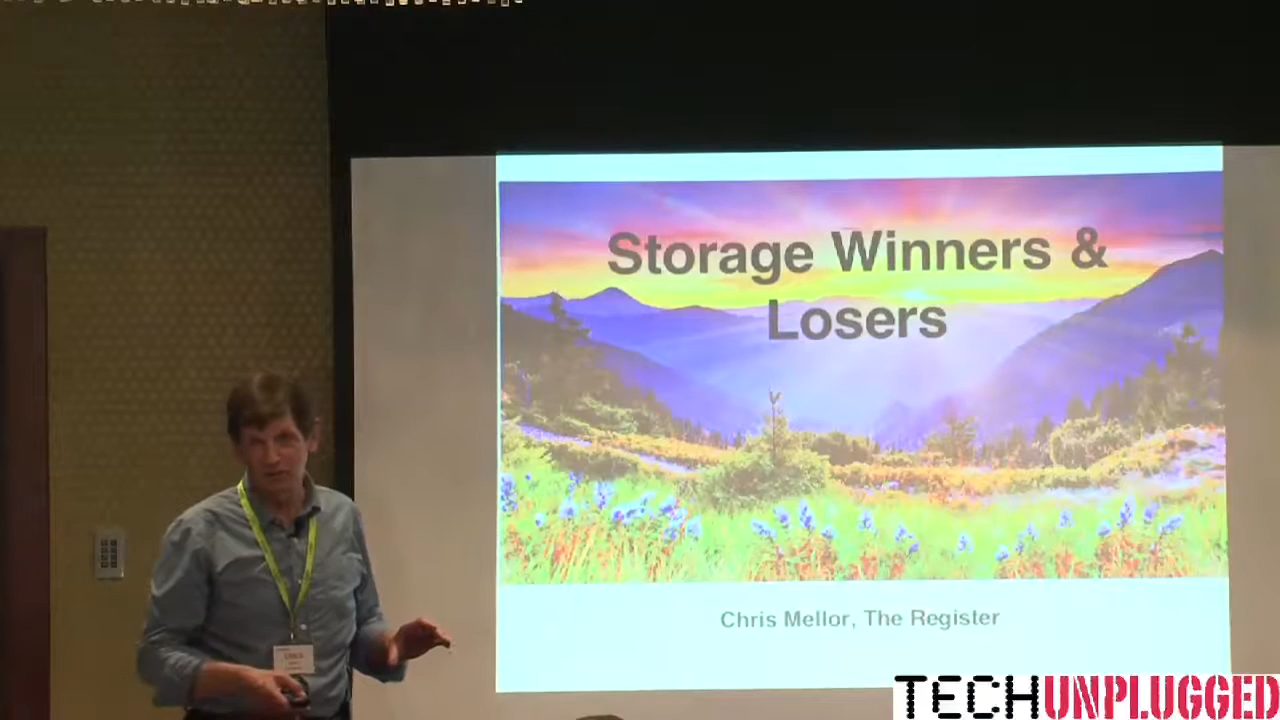 Storage Winners &
Losers
Chris Mellor, The Register
TECHUNPLUGGED